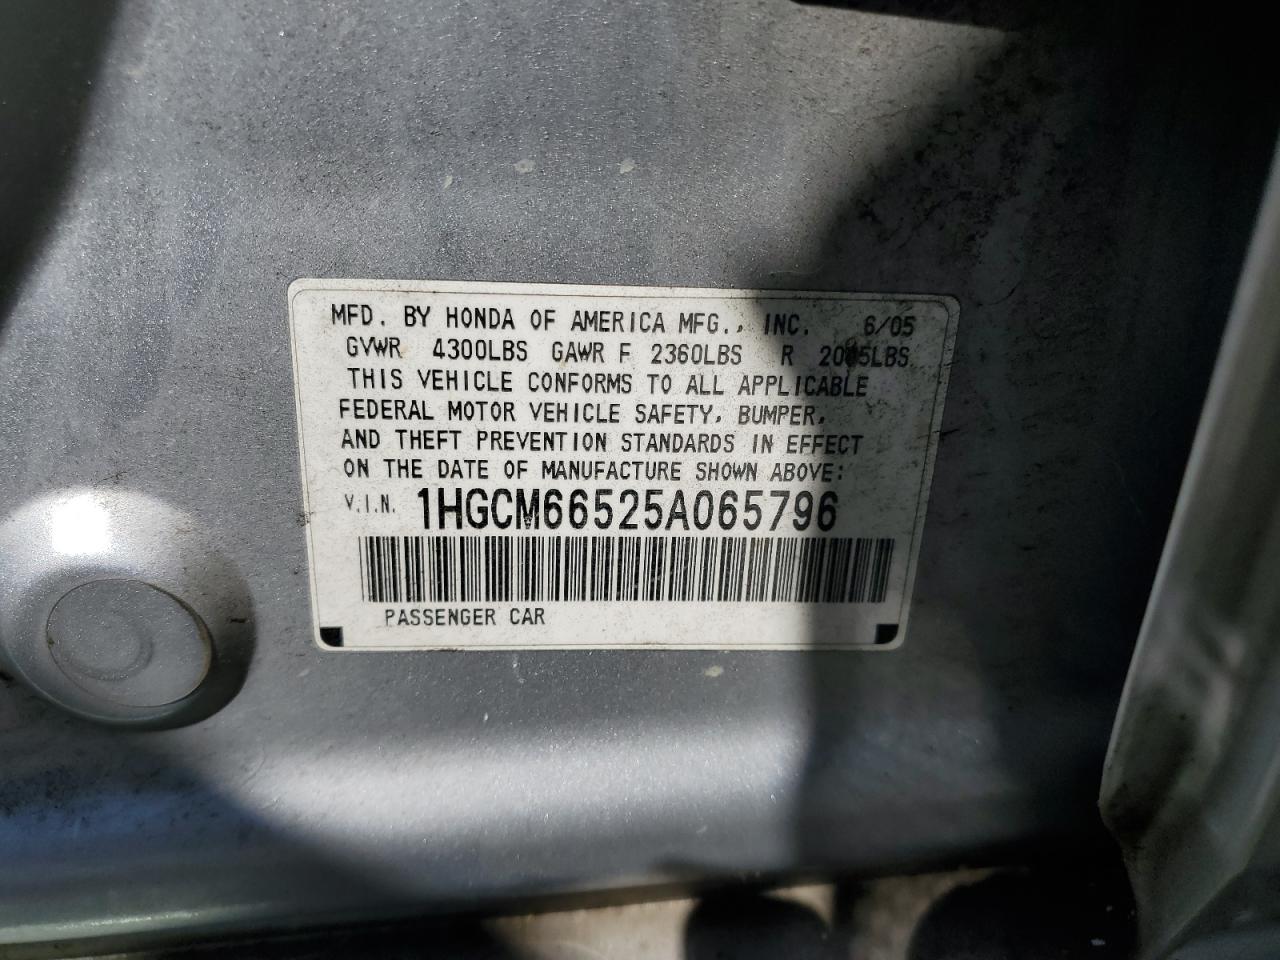 MFD. BY HONDA OF AMERICA MFG., INC. 6/05
GVWR 4300LBS GAWR F 2360LBS R
THIS VEHICLE CONFORMS TO ALL APPLICABLE
FEDERAL MOTOR VEHICLE SAFETY, BUMPER,
AND THEFT PREVENTION STANDARDS IN EFFECT
ON THE DATE OF MANUFACTURE SHOWN ABOVE:
V.I.N. 1HGCM66525A065796
PASSENGER CAR